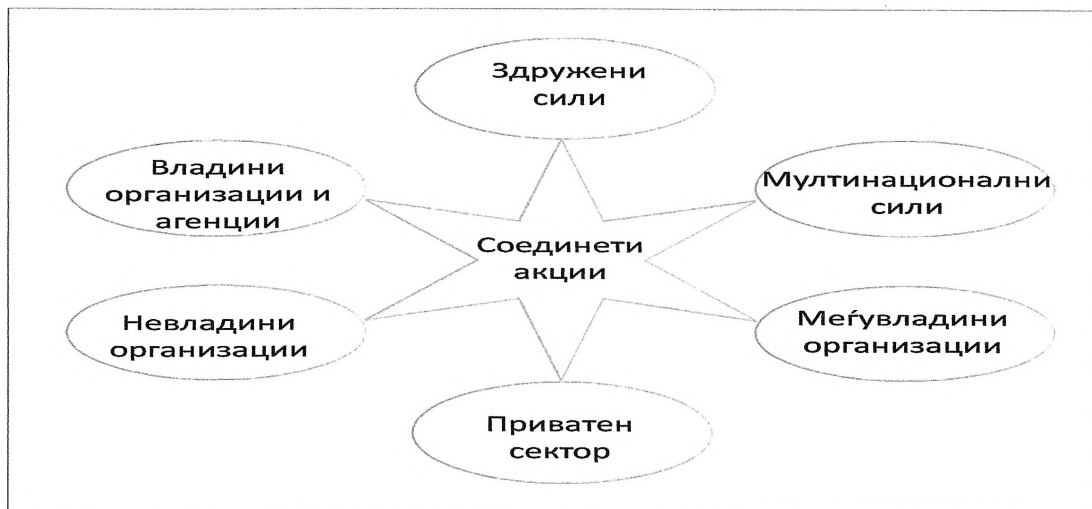 Здружени
сили
Владини
организации и
агенции
Мултинационални
сили
Соединети
акции
Невладини
организации
Меѓувладини
организации
Приватен
сектор